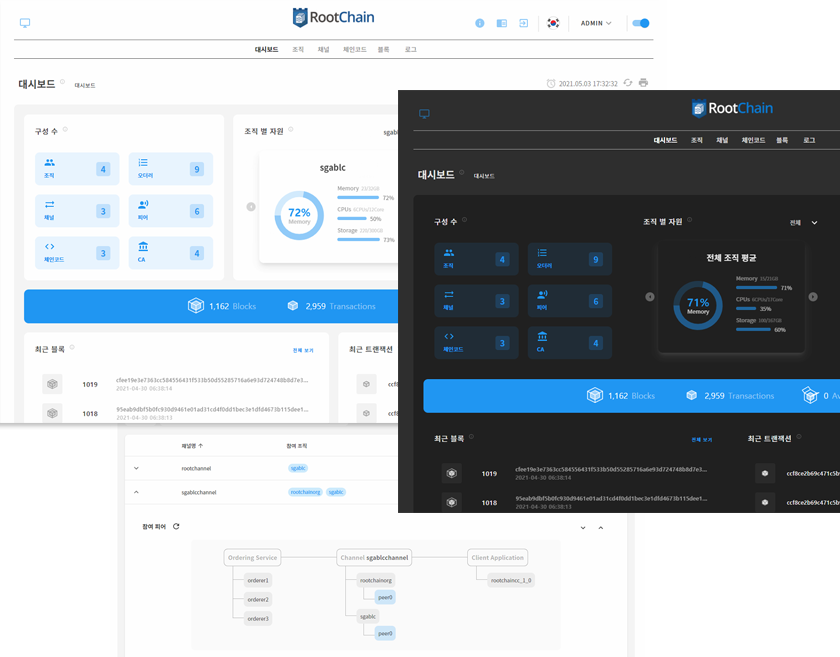 RootChain
ADMIN
대시보드 조직 채널 체인코드 블록 로그
대시보드 대시보드
2021.05.03 17:32:32
구성 수
조직 4
오더러 9
채널 3
피어 6
체인코드 3
CA 4
조직 별 자원
sgablc
72%
Memory
Memory
72%
CPUs
50%
Storage
73%
1,162 Blocks
2,959 Transactions
최근 블록
전체 보기
1019
2021-04-30 06:38:14
1018
2021-04-30 06:38:13
최근 트랜잭션
RootChain
대시보드 조직 채널 체인코드 블록 로그
대시보드 대시보드
구성 수
조직 4
오더러 9
채널 3
피어 6
체인코드 3
CA 4
조직 별 자원
전체
전체 조직 평균
71%
Memory
Memory
71%
CPUs
35%
Storage
60%
1,162 Blocks
2,959 Transactions
0
최근 블록
전체 보기
1019
2021-04-30 06:38:14
1018
2021-04-30 06:38:13
최근 트랜잭션
채널명 참여 조직
rootchannel sgablc
sgablcchannel rootchainorg sgablc
참여 피어
Ordering Service
orderer1
orderer2
orderer3
Channel sgablcchannel
rootchainorg
peer0
sgablc
peer0
Client Application
rootchaincc_1_0